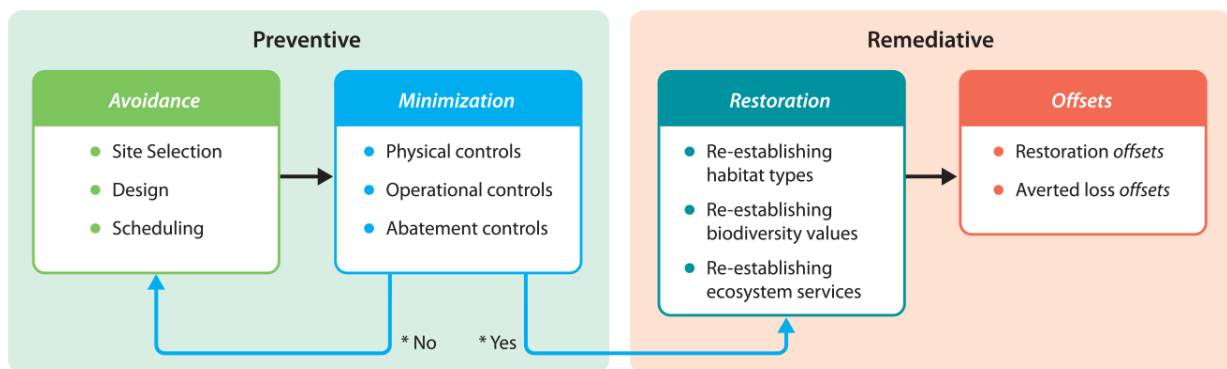 Preventive
Avoidance
Site Selection
Design
Scheduling
Minimization
Physical controls
Operational controls
Abatement controls
* No
* Yes
Remediative
Restoration
Re-establishing
habitat types
Re-establishing
biodiversity values
Re-establishing
ecosystem services
Offsets
Restoration offsets
Averted loss offsets